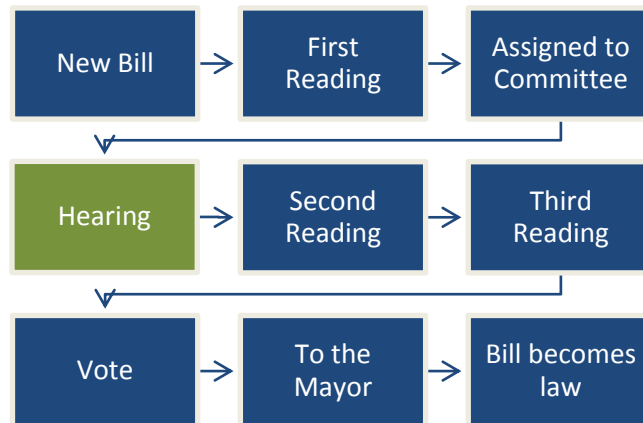 New Bill
First
Reading
Assigned to
Committee
Hearing
Second
Reading
Third
Reading
Vote
To the
Mayor
Bill becomes
law